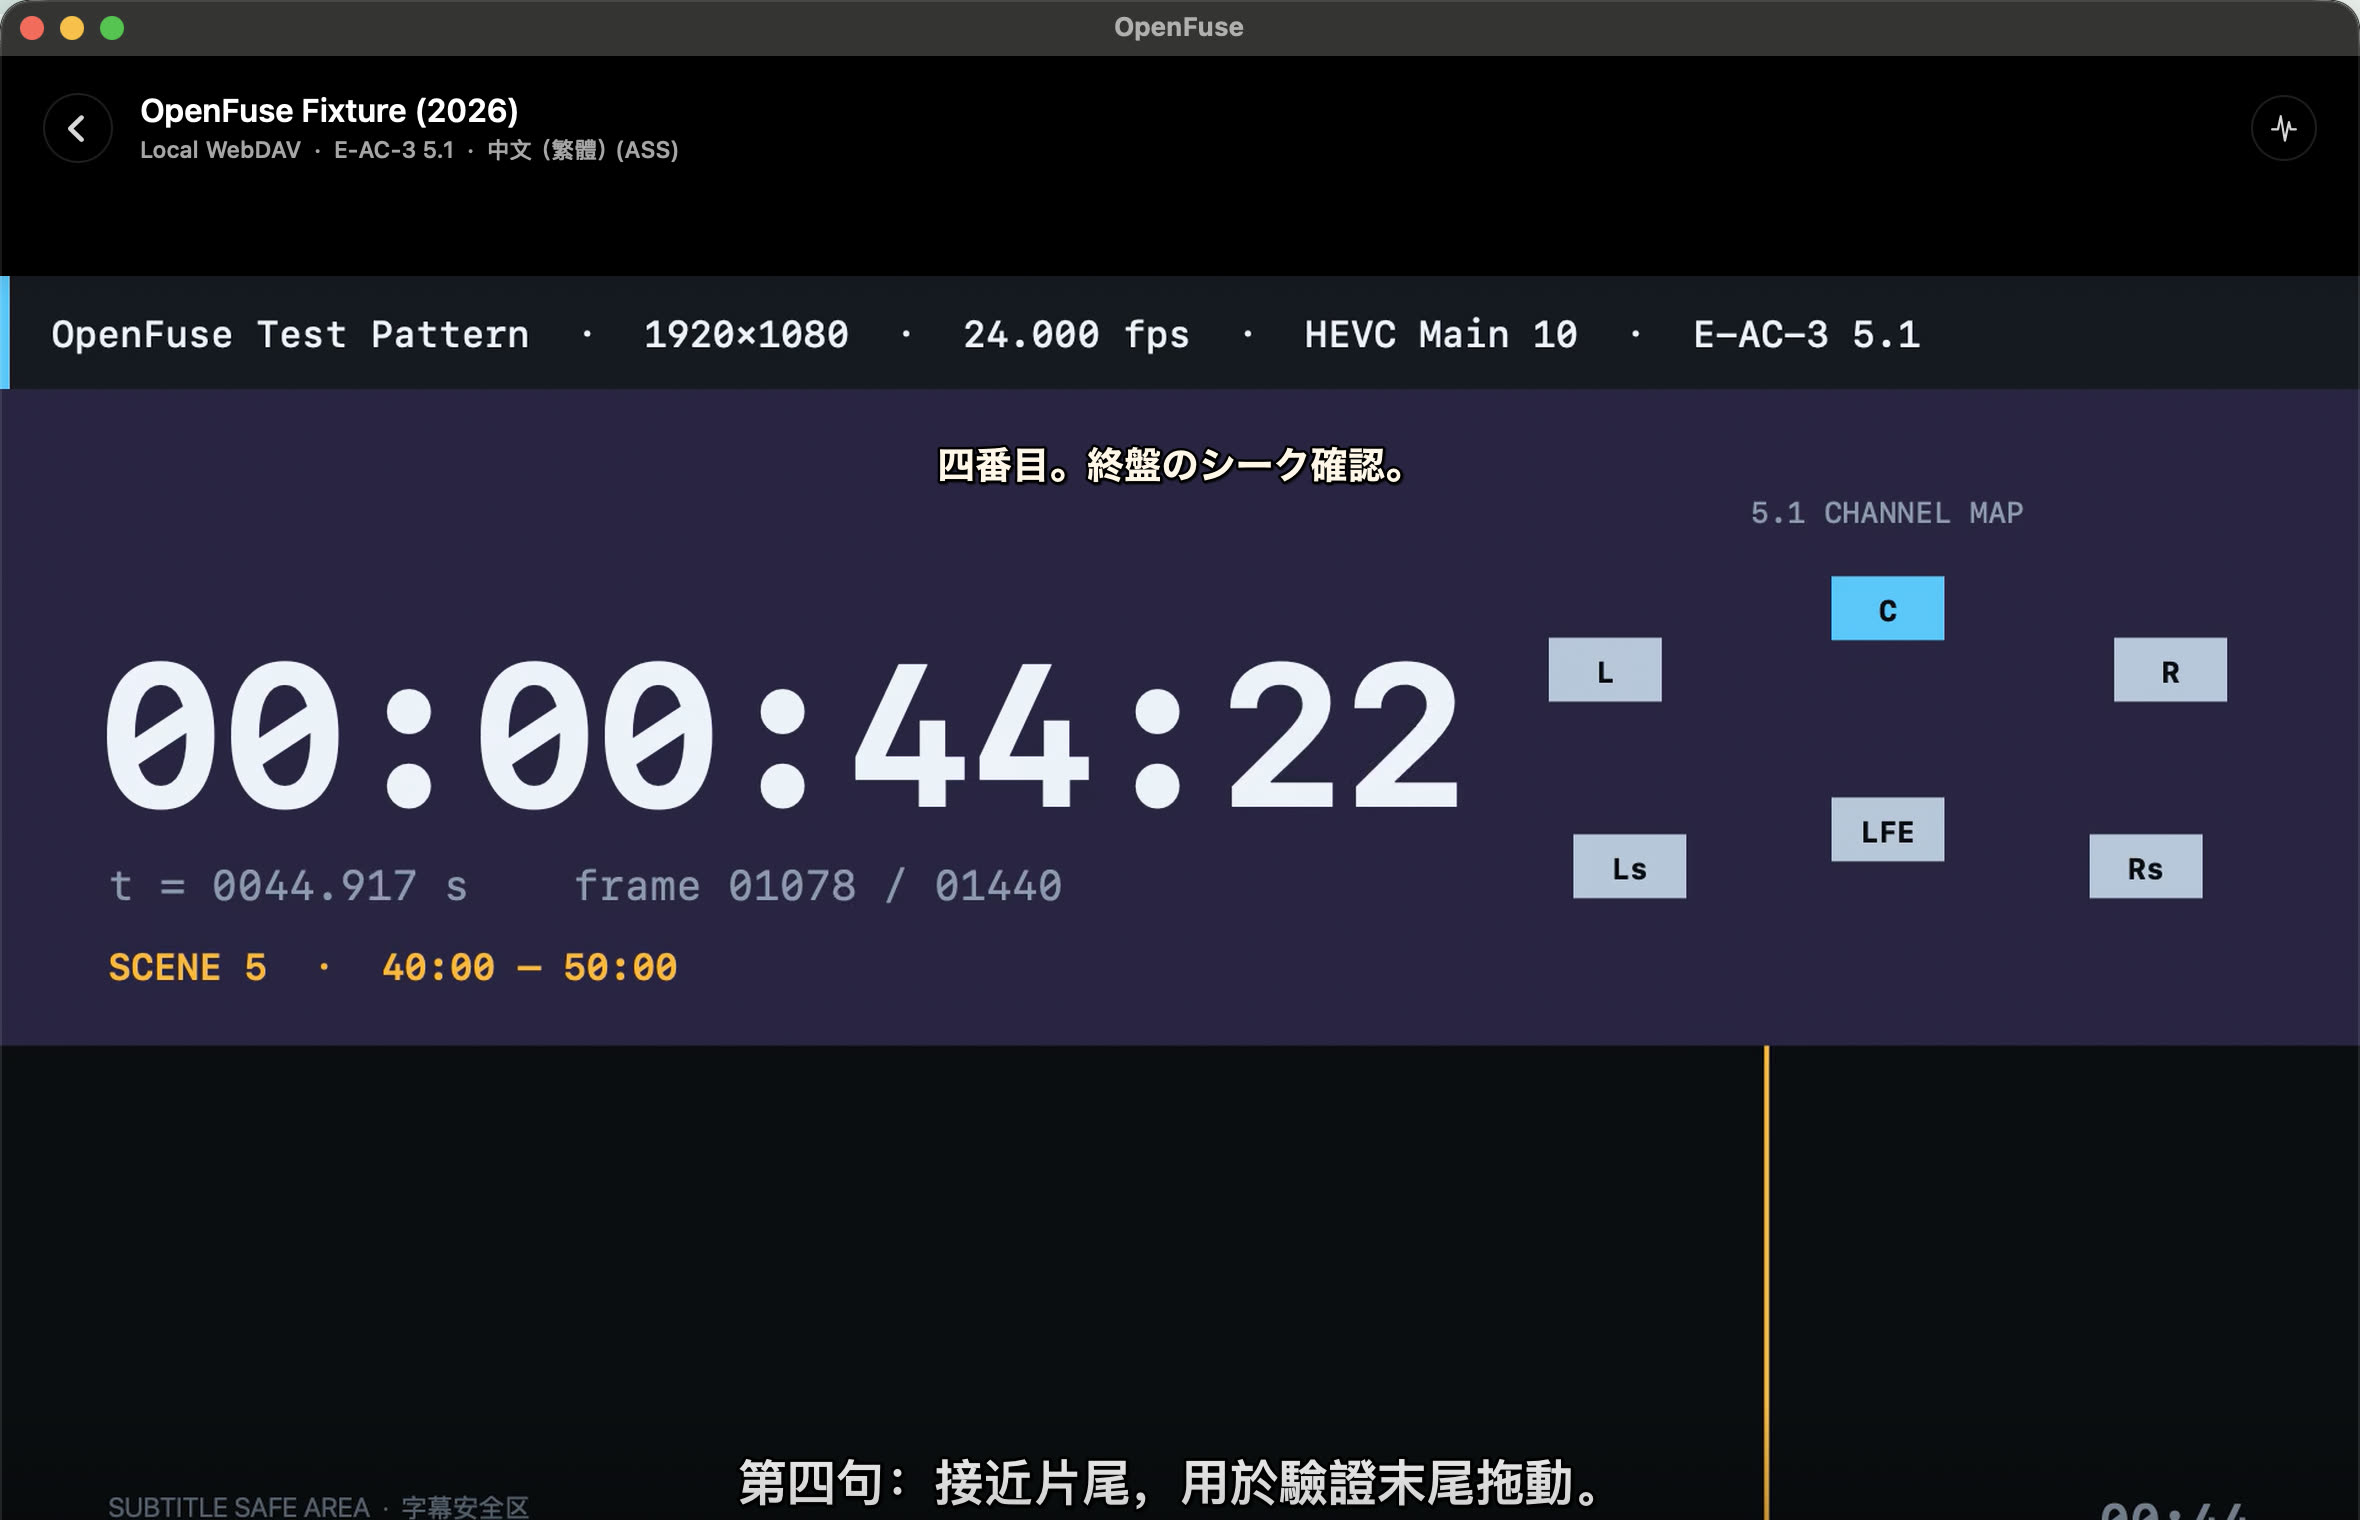 OpenFuse
OpenFuse Fixture (2026)
Local WebDAV · E-AC-3 5.1 · 中文（繁體）(ASS)
OpenFuse Test Pattern · 1920×1080 · 24.000 fps · HEVC Main 10 · E—AC—3 5.1
四番目。終盤のシーク確認。
5.1 CHANNEL MAP
C
L
R
00:00:44:22
LFE
Ls
Rs
t = 0044.917 s frame 01078 / 01440
SCENE 5 · 40:00 — 50:00
第四句：接近片尾，用於驗證末尾拖動。
SUBTITLE SAFE AREA · 字幕安全区
00:44